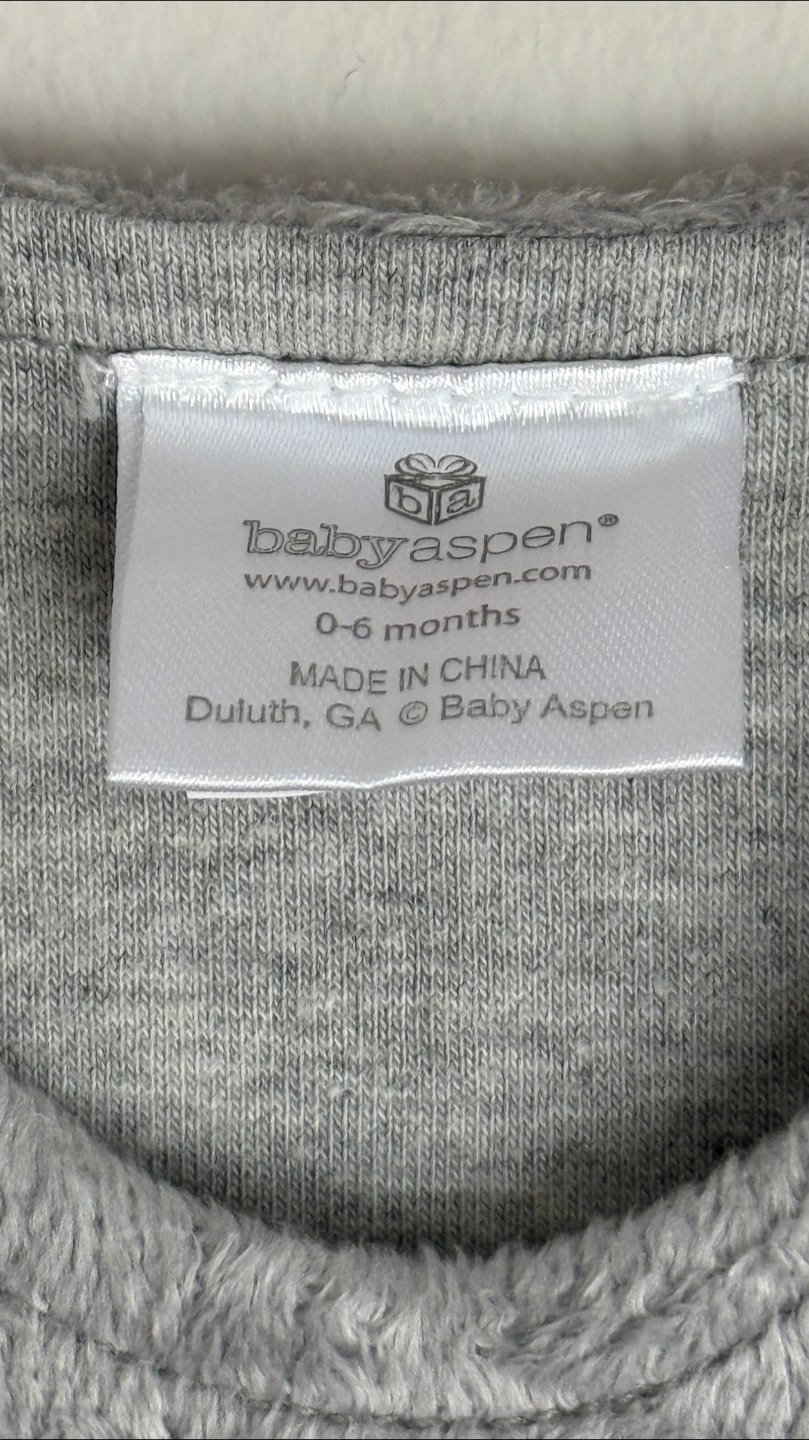 b a
babyaspen®
www.babyaspen.com
0-6 months
MADE IN CHINA
Duluth, GA © Baby Aspen